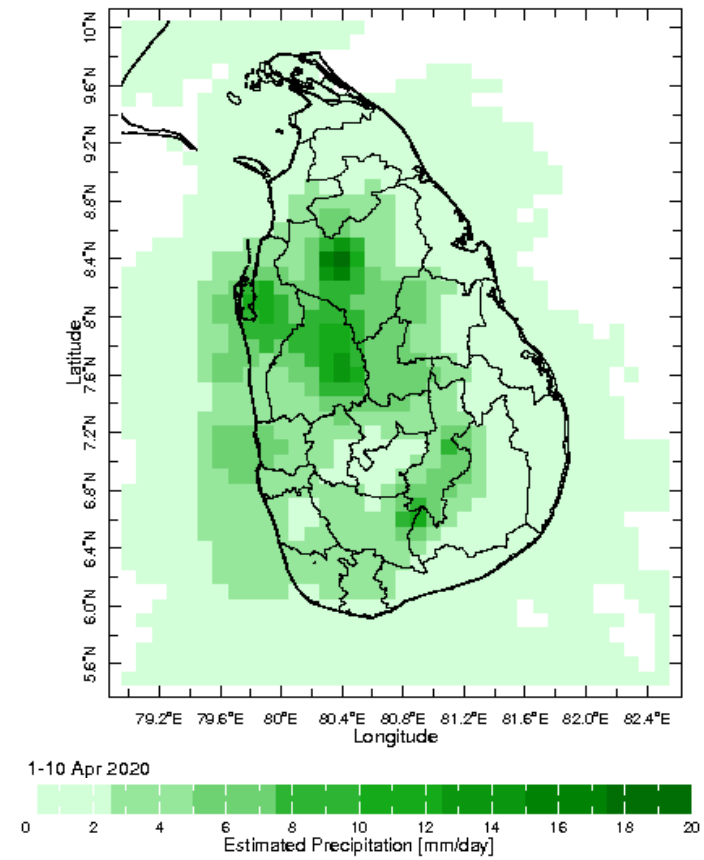 10°N
9.6°N
9.2°N
8.8°N
8.4°N
8°N
7.6°N
7.2°N
6.8°N
6.4°N
6.0°N
5.6°N
Latitude
79.2°E 79.6°E 80°E 80.4°E 80.8°E 81.2°E 81.6°E 82.0°E 82.4°E
Longitude
1-10 Apr 2020
0 2 4 6 8 10 12 14 16 18 20
Estimated Precipitation [mm/day]